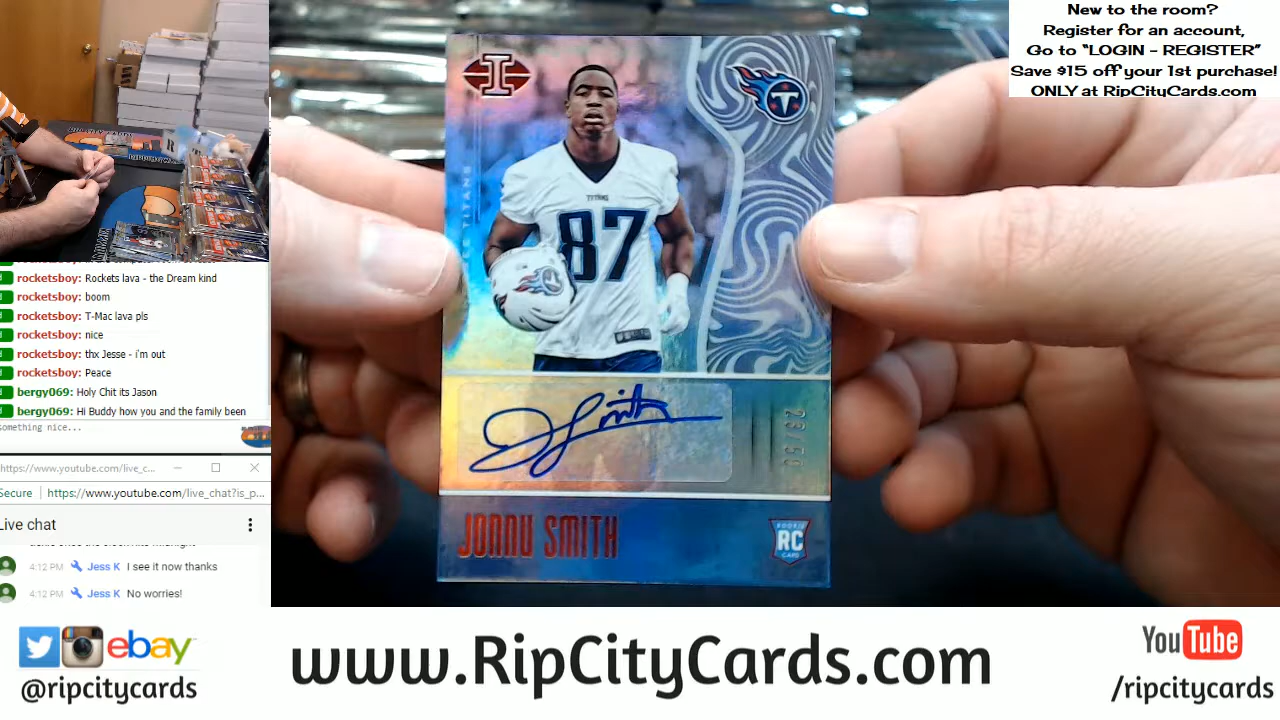 New to the room?
Register for an account,
Go to “LOGIN – REGISTER”
Save $15 off your 1st purchase!
ONLY at RipCityCards.com
I
T
TITANS
TITANS
87
23/50
JONNU SMITH
ROOKIE
RC
CARD
rocketsboy: Rockets lava - the Dream kind
rocketsboy: boom
rocketsboy: T-Mac lava pls
rocketsboy: nice
rocketsboy: thx Jesse - i'm out
rocketsboy: Peace
bergy069: Holy Chit its Jason
bergy069: Hi Buddy how you and the family been
something nice...
https://www.youtube.com/live_c...
Secure https://www.youtube.com/live_chat?is_p...
Live chat
4:12 PM Jess K I see it now thanks
4:12 PM Jess K No worries!
ebay
@ripcitycards
www.RipCityCards.com
YouTube
/ripcitycards